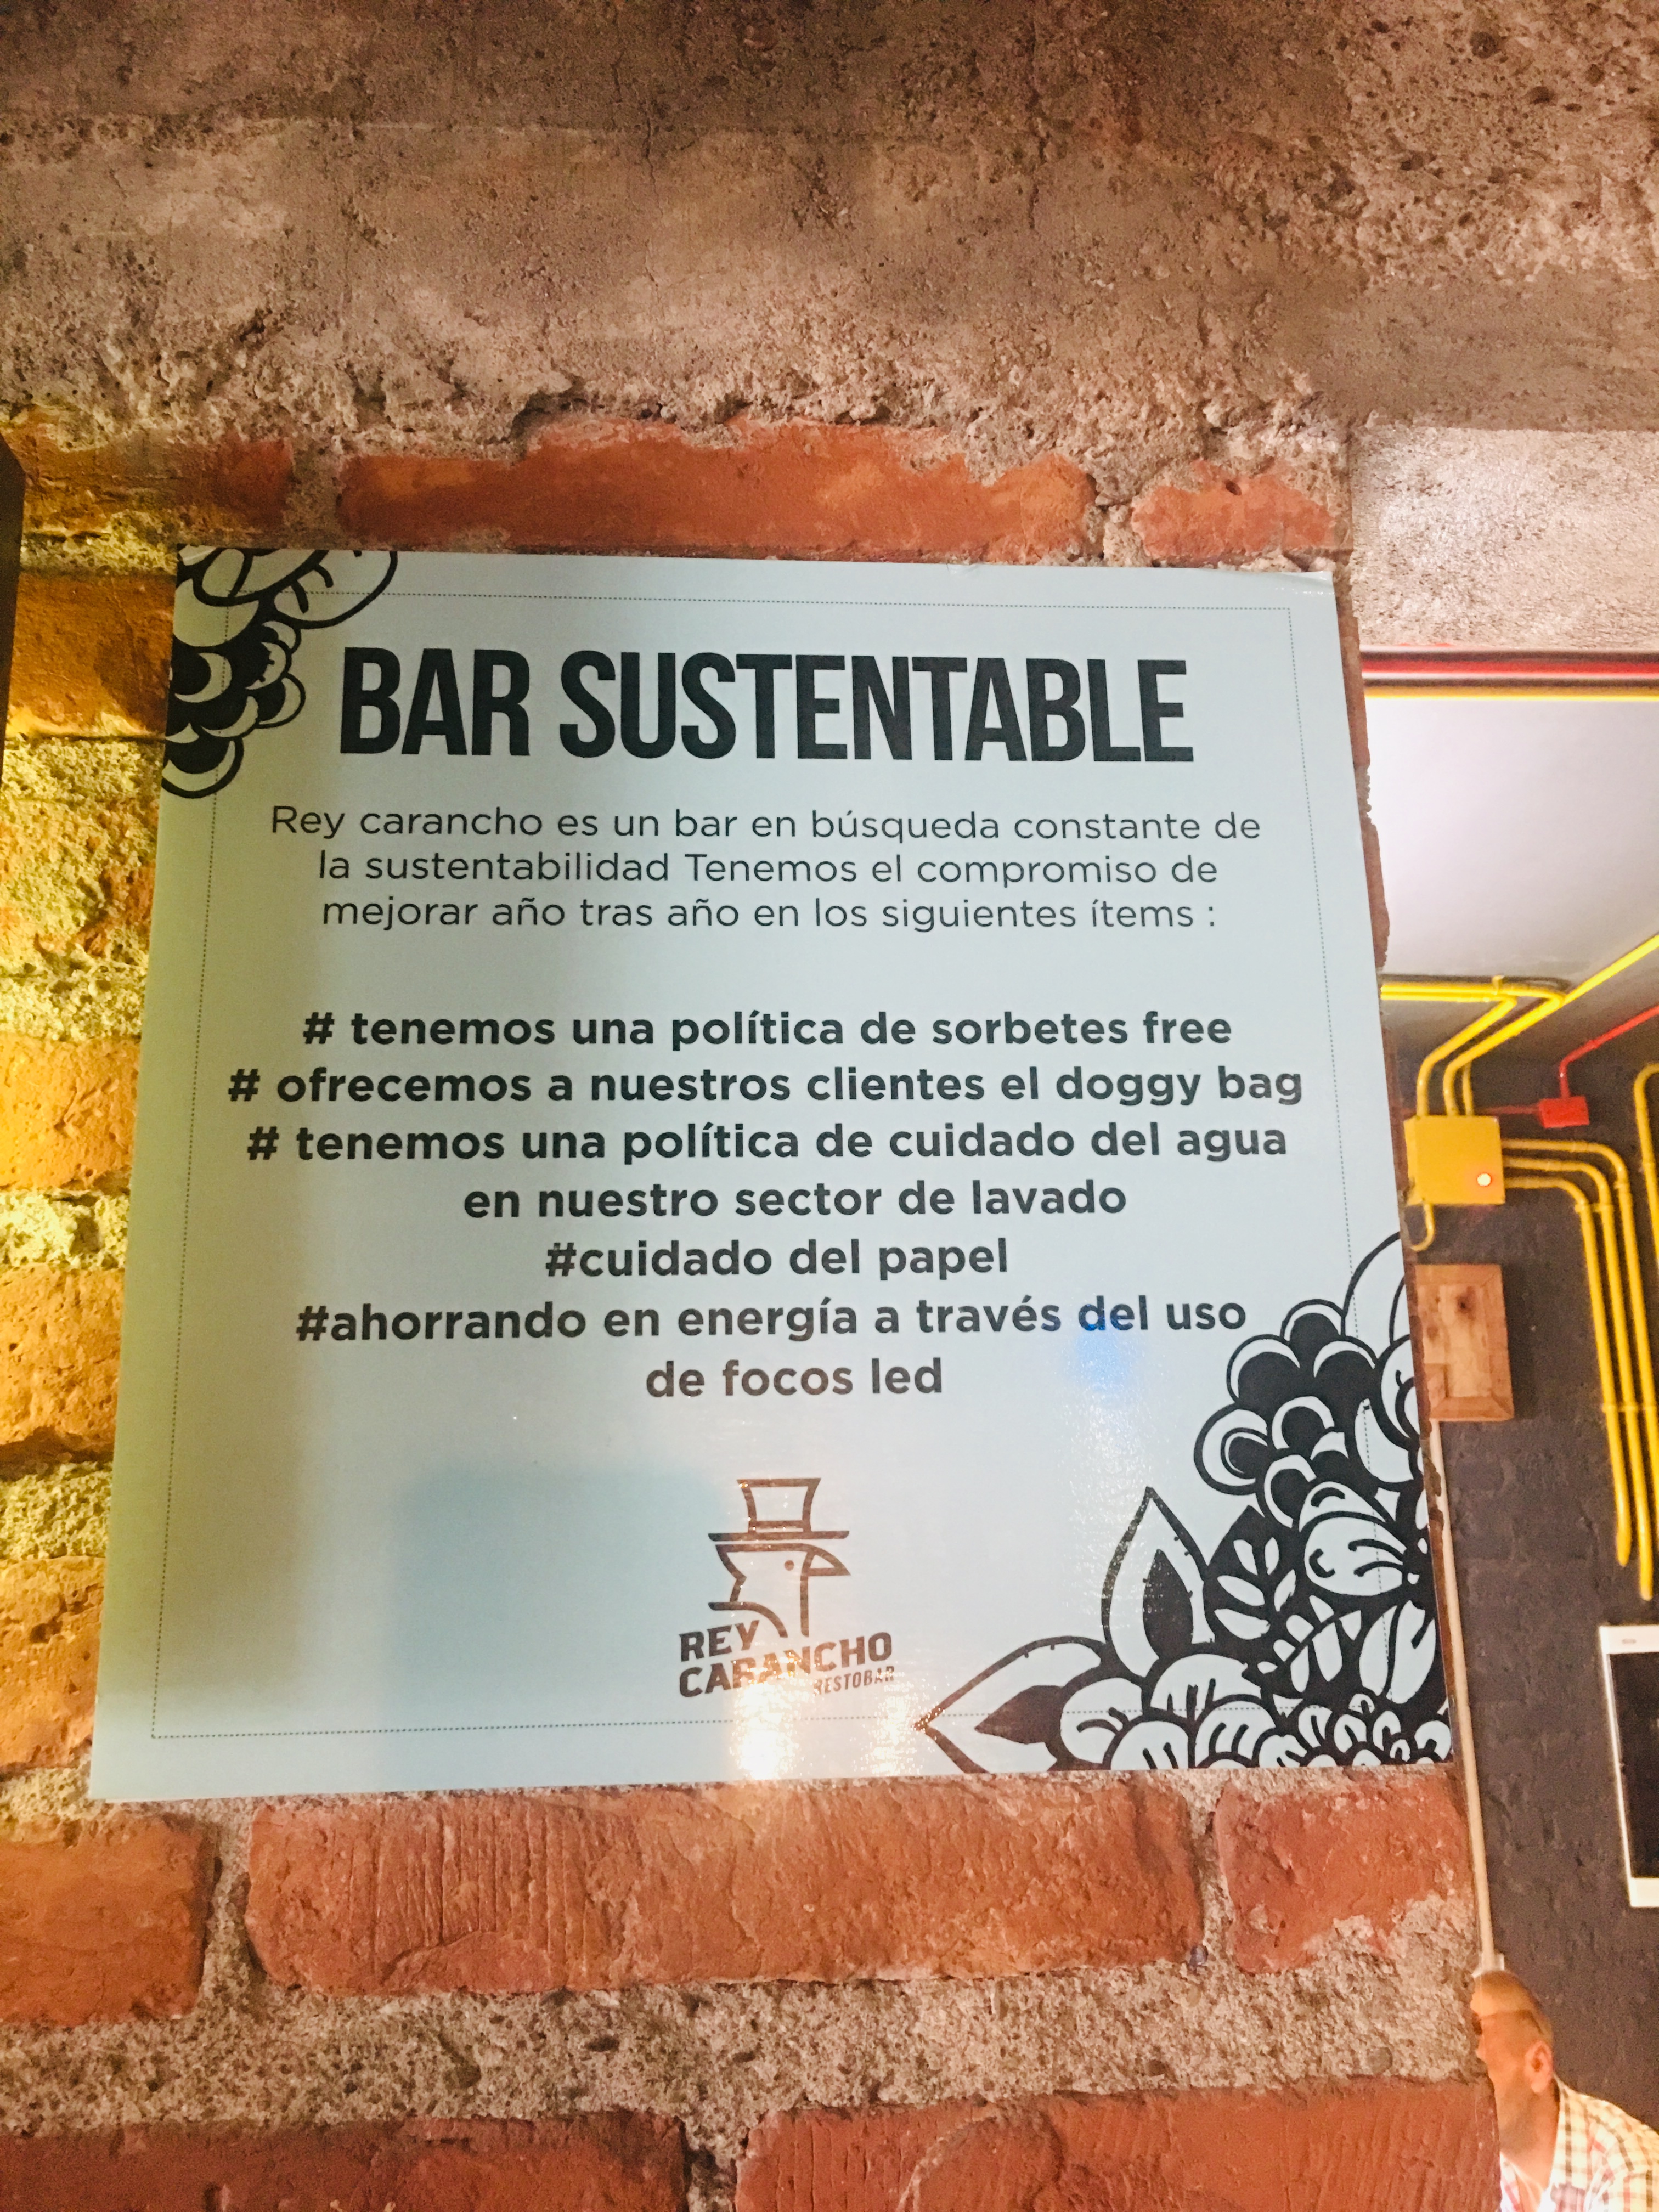 BAR SUSTENTABLE
Rey carancho es un bar en búsqueda constante de
la sustentabilidad Tenemos el compromiso de
mejorar año tras año en los siguientes ítems :
# tenemos una política de sorbetes free
# ofrecemos a nuestros clientes el doggy bag
# tenemos una política de cuidado del agua
en nuestro sector de lavado
#cuidado del papel
#ahorrando en energía a través del uso
de focos led
REY
CARANCHO
RESTOBAR